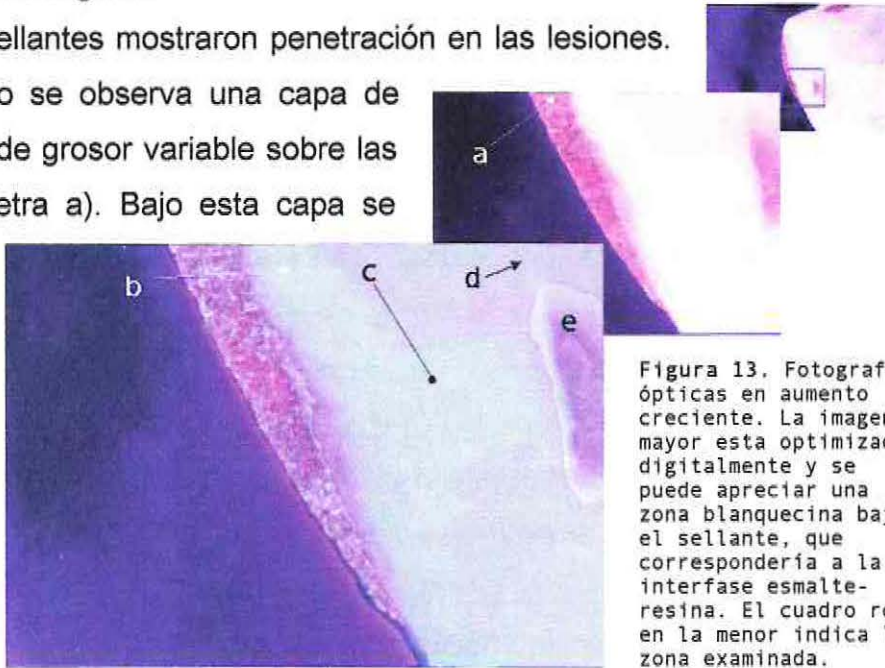 ellantes mostraron penetración en las lesiones.
o se observa una capa de
de grosor variable sobre las
etra a). Bajo esta capa se
a
b
c
d
e
Figura 13. Fotograf
ópticas en aumento
creciente. La imagen
mayor esta optimizad
digitalmente y se
puede apreciar una
zona blanquecina baj
el sellante, que
correspondería a la
interfase esmalte-
resina. El cuadro ro
en la menor indica
zona examinada.